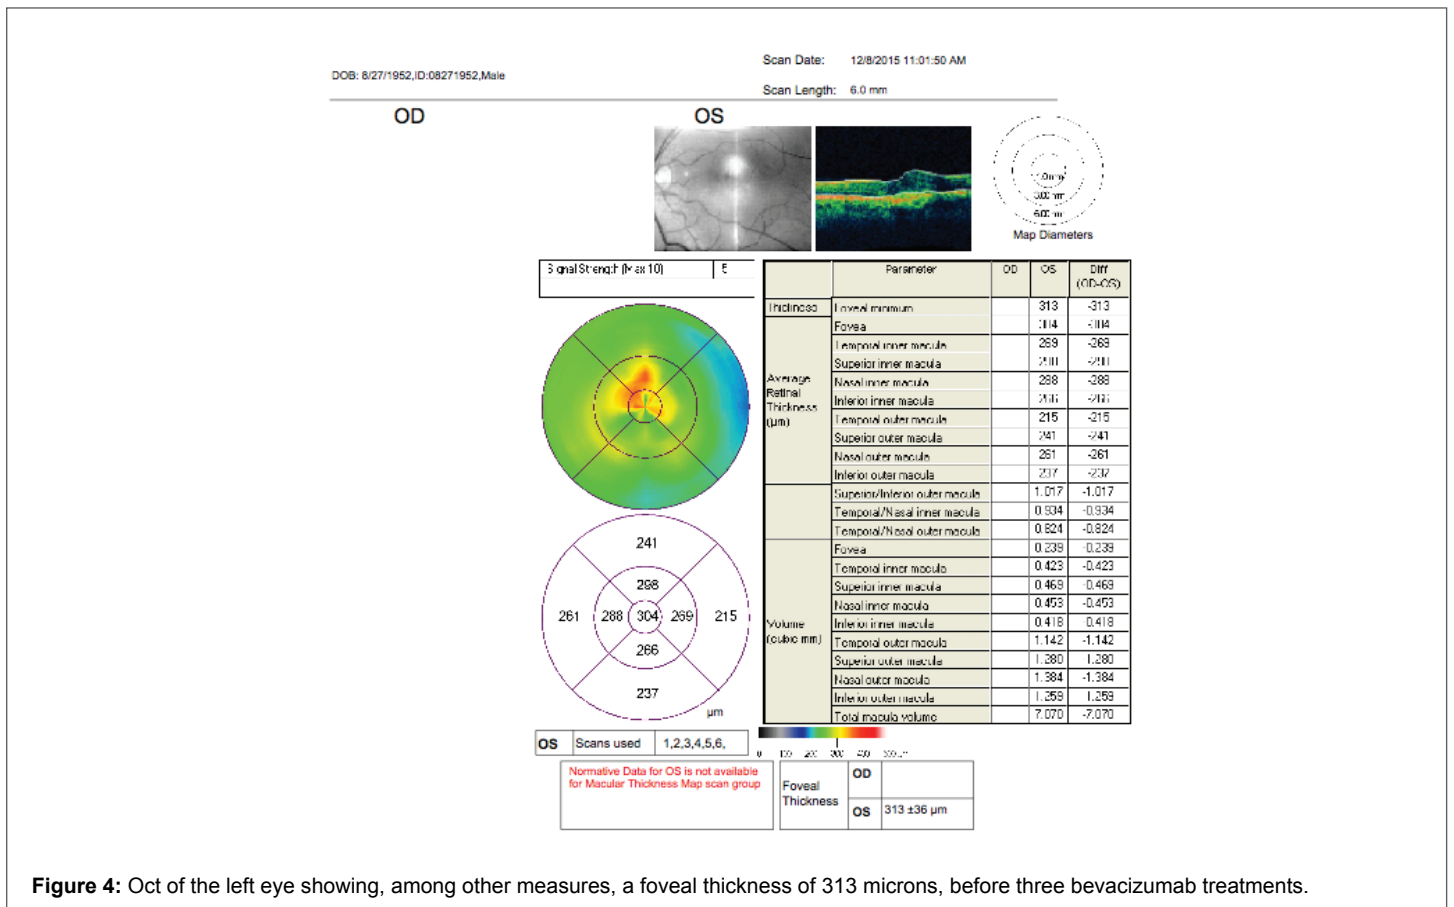 DOB: 8/27/1952,ID:08271952,Male
Scan Date: 12/8/2015 11:01:50 AM
Scan Length: 6.0 mm
OD OS
Map Diameters
Signal Strength (Max 10) 5
Parameter OD OS Diff (OD-OS)
Thickness Foveal minimum 313 -313
Average Retinal Thickness (µm)
Fovea 304 -304
Temporal inner macula 269 -269
Superior inner macula 298 -298
Nasal inner macula 288 -288
Inferior inner macula 266 -266
Temporal outer macula 215 -215
Superior outer macula 241 -241
Nasal outer macula 261 -261
Inferior outer macula 237 -237
Superior/Inferior outer macula 1.017 -1.017
Temporal/Nasal inner macula 0.934 -0.934
Temporal/Nasal outer macula 0.824 -0.824
Volume (cubic mm)
Fovea 0.239 -0.239
Temporal inner macula 0.423 -0.423
Superior inner macula 0.469 -0.469
Nasal inner macula 0.453 -0.453
Inferior inner macula 0.418 0.418
Temporal outer macula 1.142 -1.142
Superior outer macula 1.280 1.280
Nasal outer macula 1.384 -1.384
Inferior outer macula 1.259 1.259
Total macula volume 7.070 -7.070
241
298
261 288 304 269 215
266
237
µm
OS Scans used 1,2,3,4,5,6,
0 100 200 300 400 500
Normative Data for OS is not available
for Macular Thickness Map scan group
Foveal Thickness
OD
OS 313 ±36 µm
Figure 4: Oct of the left eye showing, among other measures, a foveal thickness of 313 microns, before three bevacizumab treatments.